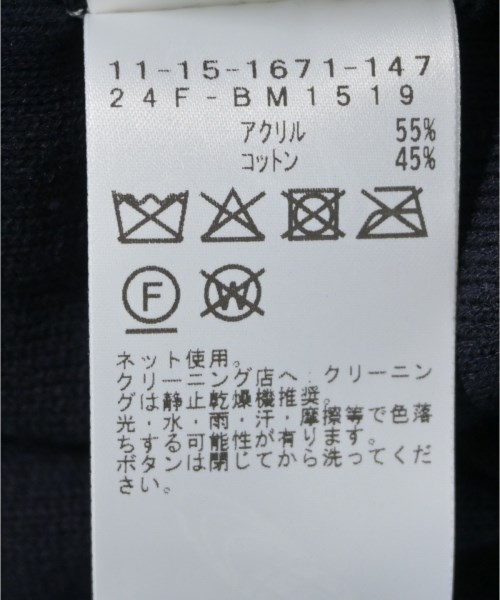 11-15-1671-147
24F-BM1519
アクリル 55%
コットン 45%
F
W
ネット使用。
クリーニング店へ:クリーニン
グは静止乾燥機推奨。
光・水・雨・汗・摩擦等で色落
ちする可能性が有ります。
ボタンは閉じてから洗ってくだ
さい。